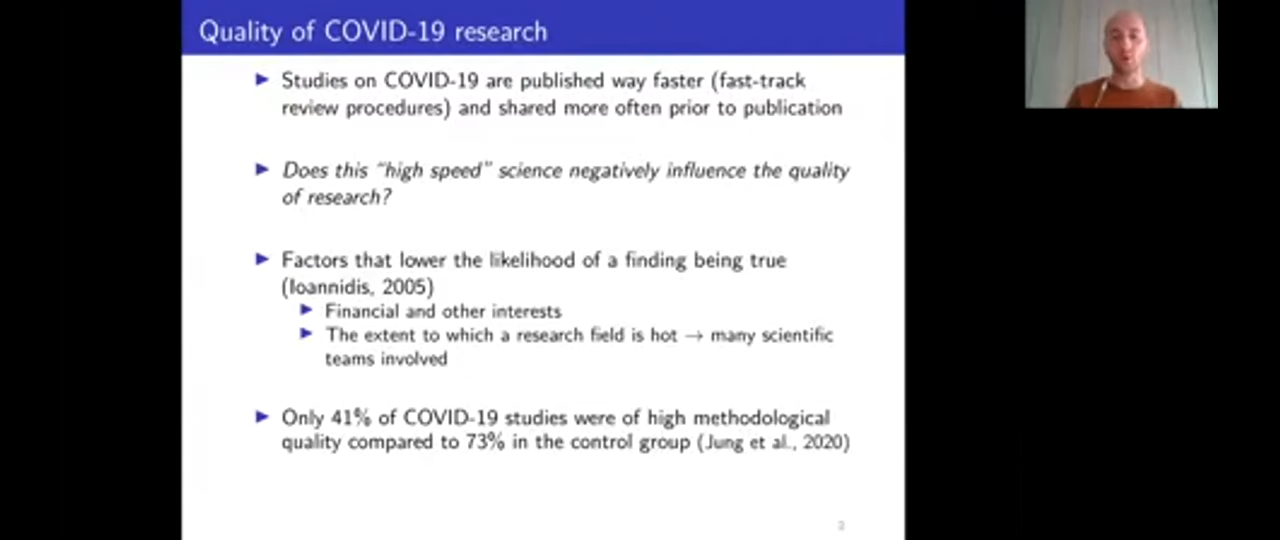 Quality of COVID-19 research
▶ Studies on COVID-19 are published way faster (fast-track
review procedures) and shared more often prior to publication
▶ Does this “high speed” science negatively influence the quality
of research?
▶ Factors that lower the likelihood of a finding being true
(Ioannidis, 2005)
▶ Financial and other interests
▶ The extent to which a research field is hot → many scientific
teams involved
▶ Only 41% of COVID-19 studies were of high methodological
quality compared to 73% in the control group (Jung et al., 2020)